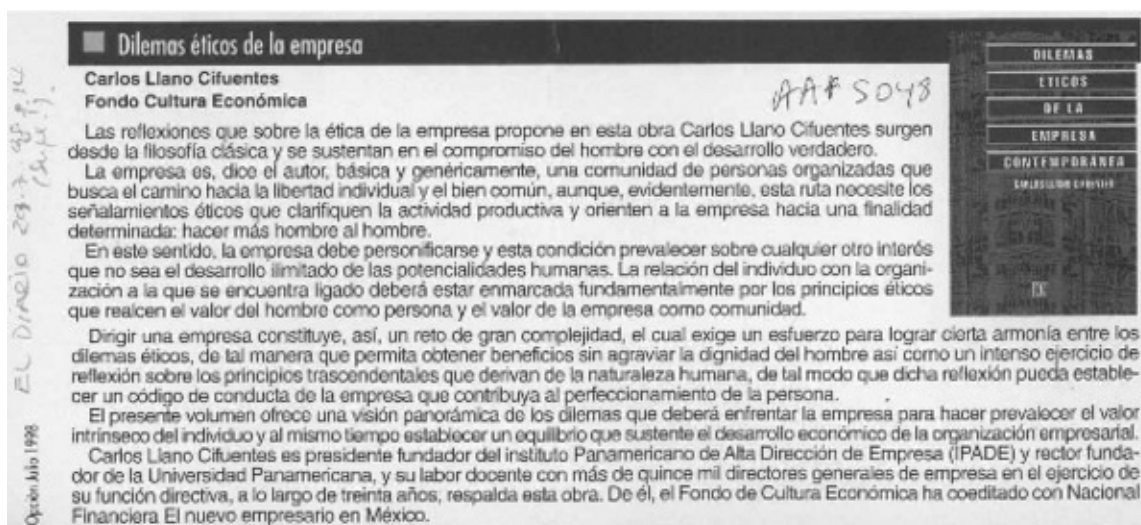 Dilemas éticos de la empresa
Carlos Llano Cifuentes
Fondo Cultura Económica
AA# 5048
Las reflexiones que sobre la ética de la empresa propone en esta obra Carlos Llano Cifuentes surgen
desde la filosofía clásica y se sustentan en el compromiso del hombre con el desarrollo verdadero.
La empresa es, dice el autor, básica y genéricamente, una comunidad de personas organizadas que
busca el camino hacia la libertad individual y el bien común, aunque, evidentemente, esta ruta necesite los
señalamientos éticos que clarifiquen la actividad productiva y orienten a la empresa hacia una finalidad
determinada: hacer más hombre al hombre.
En este sentido, la empresa debe personificarse y esta condición prevalecer sobre cualquier otro interés
que no sea el desarrollo ilimitado de las potencialidades humanas. La relación del individuo con la organi-
zación a la que se encuentra ligado deberá estar enmarcada fundamentalmente por los principios éticos
que realcen el valor del hombre como persona y el valor de la empresa como comunidad.
Dirigir una empresa constituye, así, un reto de gran complejidad, el cual exige un esfuerzo para lograr cierta armonía entre los
dilemas éticos, de tal manera que permita obtener beneficios sin agraviar la dignidad del hombre así como un intenso ejercicio de
reflexión sobre los principios trascendentales que derivan de la naturaleza humana, de tal modo que dicha reflexión pueda estable-
cer un código de conducta de la empresa que contribuya al perfeccionamiento de la persona.
El presente volumen ofrece una visión panorámica de los dilemas que deberá enfrentar la empresa para hacer prevalecer el valor
intrínseco del individuo y al mismo tiempo establecer un equilibrio que sustente el desarrollo económico de la organización empresarial.
Carlos Llano Cifuentes es presidente fundador del instituto Panamericano de Alta Dirección de Empresa (IPADE) y rector funda-
dor de la Universidad Panamericana, y su labor docente con más de quince mil directores generales de empresa en el ejercicio de
su función directiva, a lo largo de treinta años, respalda esta obra. De él, el Fondo de Cultura Económica ha coeditado con Nacional
Financiera El nuevo empresario en México.
DILEMAS
ETICOS
DE LA
EMPRESA
CONTEMPORÁNEA
EL DINERO
Opción Julio 1998